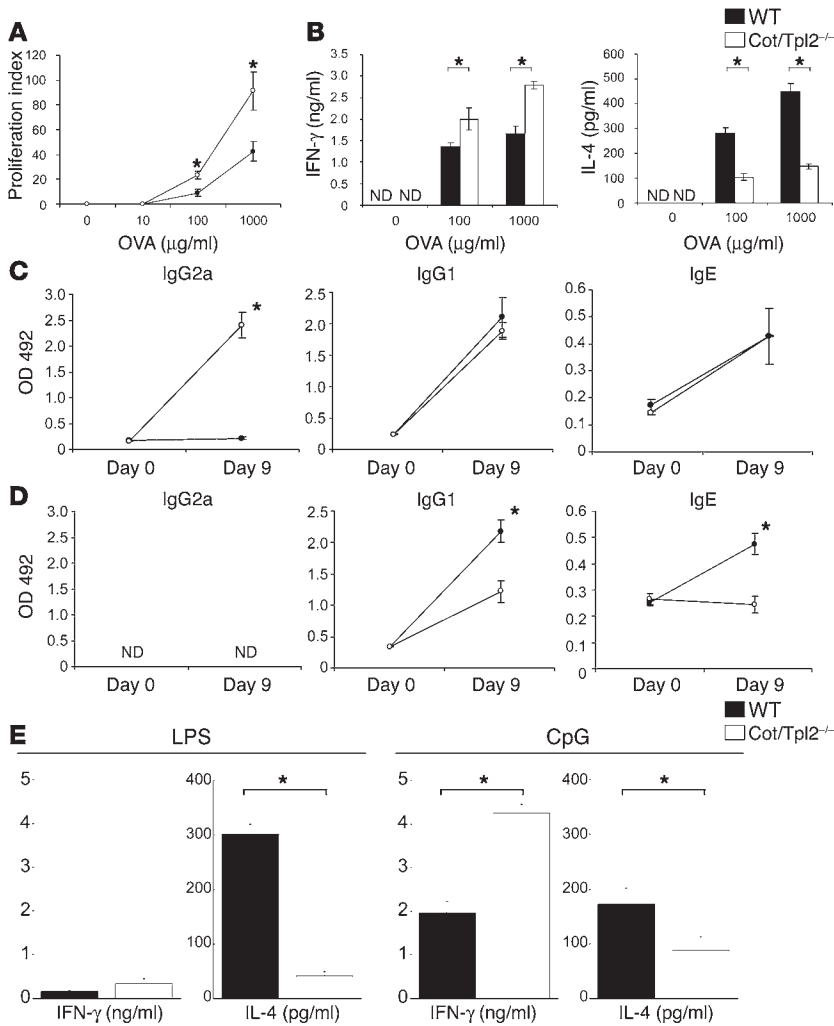 A
Proliferation index
120
100
80
60
40
20
0
*
*
0 10 100 1000
OVA (μg/ml)
B
WT
Cot/Tpl2–/–
IFN-γ (ng/ml)
3.5
3.0
2.5
2.0
1.5
1.0
0.5
0
* *
ND ND
0 100 1000
OVA (μg/ml)
IL-4 (pg/ml)
600
500
400
300
200
100
0
* *
ND ND
0 100 1000
OVA (μg/ml)
C
IgG2a
OD 492
3.0
2.5
2.0
1.5
1.0
0.5
0
*
Day 0 Day 9
IgG1
2.5
2.0
1.5
1.0
0.5
0
Day 0 Day 9
IgE
0.6
0.5
0.4
0.3
0.2
0.1
0
Day 0 Day 9
D
IgG2a
OD 492
3.0
2.5
2.0
1.5
1.0
0.5
0
ND ND
Day 0 Day 9
IgG1
2.5
2.0
1.5
1.0
0.5
0
*
Day 0 Day 9
IgE
0.6
0.5
0.4
0.3
0.2
0.1
0
*
Day 0 Day 9
WT
Cot/Tpl2–/–
E
LPS
5
4
3
2
1
0
IFN-γ (ng/ml)
400
300
200
100
0
*
IL-4 (pg/ml)
CpG
5
4
3
2
1
0
*
IFN-γ (ng/ml)
400
300
200
100
0
*
IL-4 (pg/ml)